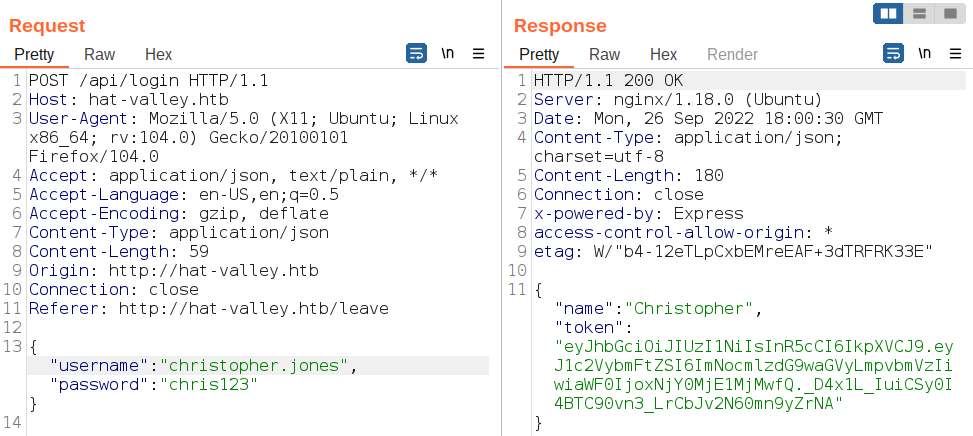 Request
Pretty Raw Hex \n
1 POST /api/login HTTP/1.1
2 Host: hat-valley.htb
3 User-Agent: Mozilla/5.0 (X11; Ubuntu; Linux
x86_64; rv:104.0) Gecko/20100101
Firefox/104.0
4 Accept: application/json, text/plain, */*
5 Accept-Language: en-US,en;q=0.5
6 Accept-Encoding: gzip, deflate
7 Content-Type: application/json
8 Content-Length: 59
9 Origin: http://hat-valley.htb
10 Connection: close
11 Referer: http://hat-valley.htb/leave
12
13 {
"username":"christopher.jones",
"password":"chris123"
}
14
Response
Pretty Raw Hex Render \n
1 HTTP/1.1 200 OK
2 Server: nginx/1.18.0 (Ubuntu)
3 Date: Mon, 26 Sep 2022 18:00:30 GMT
4 Content-Type: application/json;
charset=utf-8
5 Content-Length: 180
6 Connection: close
7 x-powered-by: Express
8 access-control-allow-origin: *
9 etag: W/"b4-12eTLpCxbEMreEAF+3dTRFRK33E"
10
11 {
"name":"Christopher",
"token":
"eyJhbGciOiJIUzI1NiIsInR5cCI6IkpXVCJ9.ey
J1c2VybmFtZSI6ImNocmlzdG9waGVyLmpvbmVzIi
wiaWF0IjoxNjY0MjE1MjMwfQ._D4x1L_IuiCSy0I
4BTC90vn3_LrCbJv2N60mn9yZrNA"
}